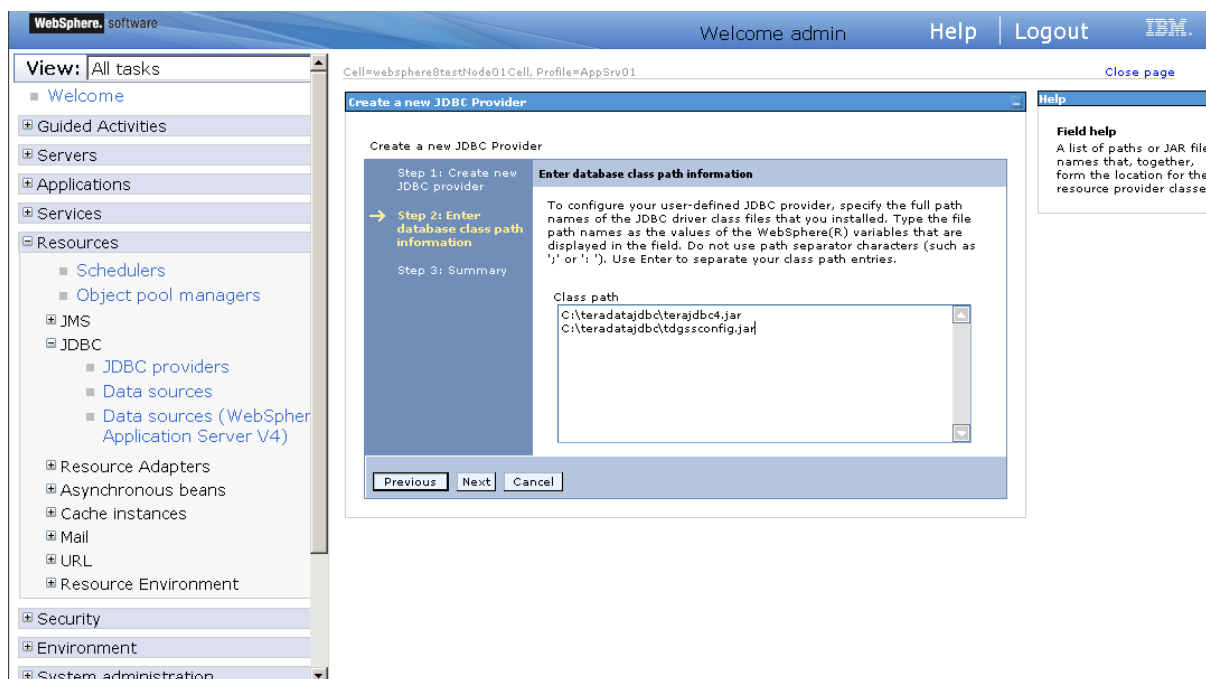 WebSphere. software
Welcome admin
Help
Logout
IBM.
View: All tasks
Welcome
Guided Activities
Servers
Applications
Services
Resources
Schedulers
Object pool managers
JMS
JDBC
JDBC providers
Data sources
Data sources (WebSpher
Application Server V4)
Resource Adapters
Asynchronous beans
Cache instances
Mail
URL
Resource Environment
Security
Environment
System administration
Cell=websphere8testNode01Cell, Profile=AppSrv01
Close page
Create a new JDBC Provider
Create a new JDBC Provider
Step 1: Create new
JDBC provider
Step 2: Enter
database class path
information
Step 3: Summary
Enter database class path information
To configure your user-defined JDBC provider, specify the full path
names of the JDBC driver class files that you installed. Type the file
path names as the values of the WebSphere(R) variables that are
displayed in the field. Do not use path separator characters (such as
';' or ': '). Use Enter to separate your class path entries.
Class path
C:\teradatajdbc\terajdbc4.jar
C:\teradatajdbc\tdgssconfig.jar
Previous
Next
Cancel
Help
Field help
A list of paths or JAR file
names that, together,
form the location for the
resource provider classe